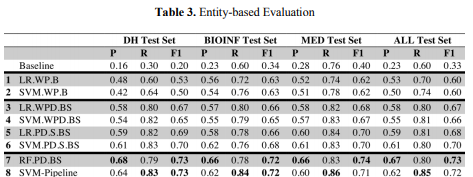 Table 3. Entity-based Evaluation
DH Test Set BIOINF Test Set MED Test Set ALL Test Set
P R F1 P R F1 P R F1 P R F1
Baseline 0.16 0.30 0.20 0.23 0.60 0.34 0.28 0.76 0.40 0.23 0.60 0.33
1 LR.WP.B 0.48 0.60 0.53 0.56 0.72 0.63 0.52 0.74 0.62 0.53 0.70 0.60
2 SVM.WP.B 0.42 0.64 0.50 0.54 0.76 0.63 0.51 0.78 0.62 0.50 0.74 0.60
3 LR.WPD.BS 0.58 0.80 0.67 0.57 0.80 0.66 0.58 0.82 0.68 0.58 0.80 0.67
4 SVM.WPD.BS 0.54 0.82 0.65 0.55 0.79 0.65 0.57 0.83 0.67 0.55 0.81 0.66
5 LR.PD.S.BS 0.59 0.82 0.69 0.58 0.78 0.66 0.60 0.84 0.70 0.59 0.81 0.68
6 SVM.PD.S.BS 0.61 0.83 0.70 0.62 0.76 0.68 0.61 0.83 0.70 0.61 0.80 0.70
7 RF.PD.BS 0.68 0.79 0.73 0.66 0.78 0.72 0.66 0.83 0.74 0.67 0.80 0.73
8 SVM-Pipeline 0.64 0.83 0.73 0.62 0.84 0.72 0.60 0.86 0.71 0.62 0.85 0.72